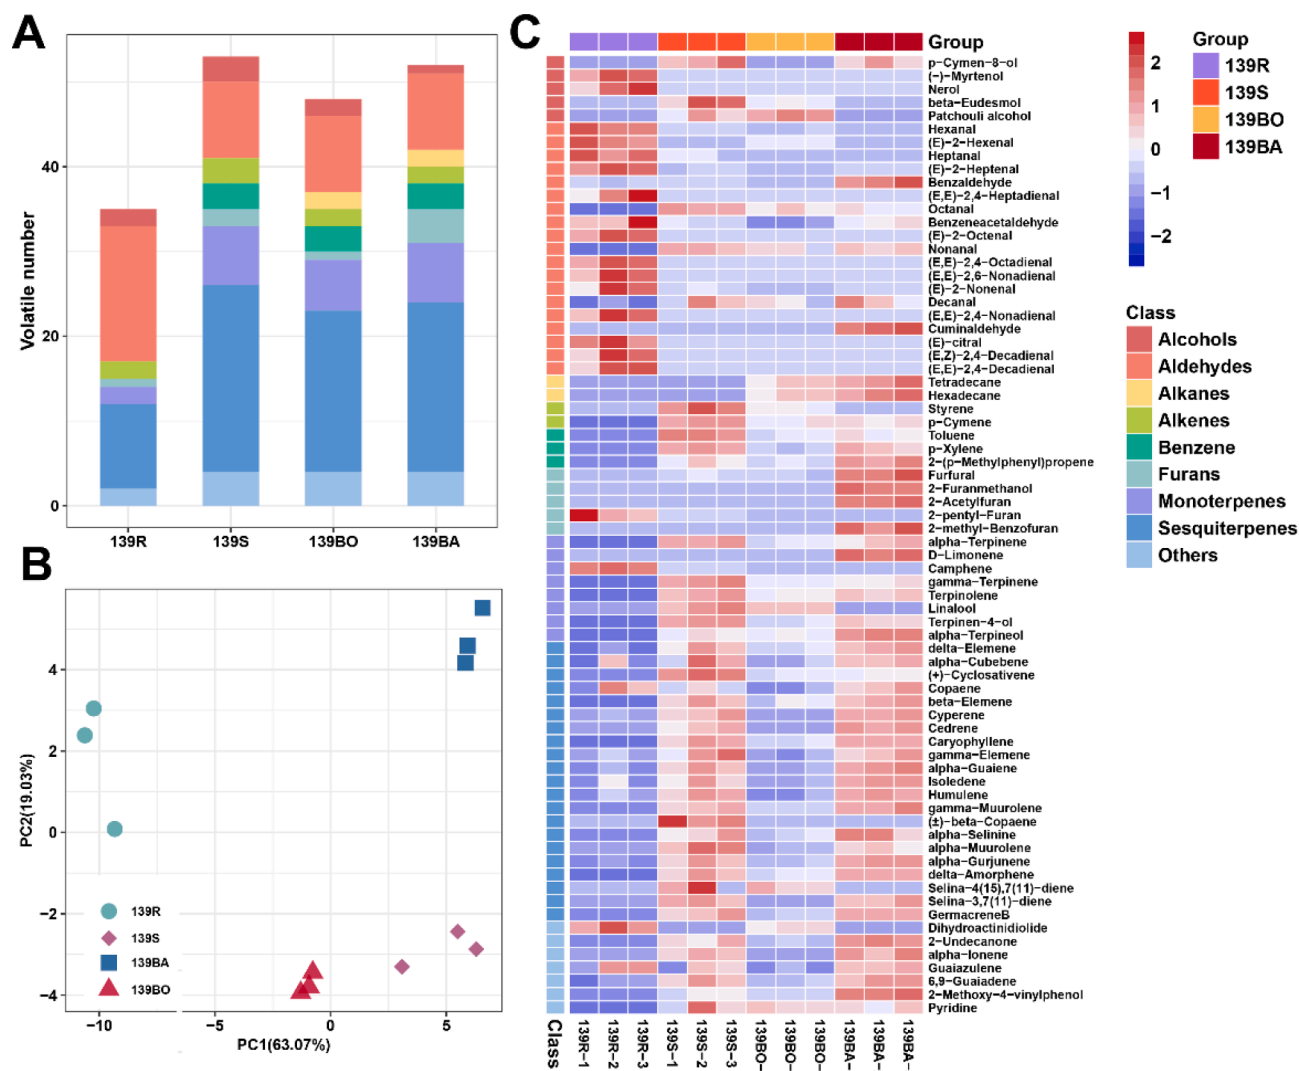 A
Volatile number
40
20
0
139R
139S
139BO
139BA
B
PC2(19.03%)
4
2
0
−2
−4
139R
139S
139BA
139BO
−10
−5
0
5
PC1(63.07%)
C
Group
p−Cymen−8−ol
(−)−Myrtenol
Nerol
beta−Eudesmol
Patchouli alcohol
Hexanal
(E)−2−Hexenal
Heptanal
(E)−2−Heptenal
Benzaldehyde
(E,E)−2,4−Heptadienal
Octanal
Benzeneacetaldehyde
(E)−2−Octenal
Nonanal
(E,E)−2,4−Octadienal
(E,E)−2,6−Nonadienal
(E)−2−Nonenal
Decanal
(E,E)−2,4−Nonadienal
Cuminaldehyde
(E)−citral
(E,Z)−2,4−Decadienal
(E,E)−2,4−Decadienal
Tetradecane
Hexadecane
Styrene
p−Cymene
Toluene
p−Xylene
2−(p−Methylphenyl)propene
Furfural
2−Furanmethanol
2−Acetylfuran
2−pentyl−Furan
2−methyl−Benzofuran
alpha−Terpinene
D−Limonene
Camphene
gamma−Terpinene
Terpinolene
Linalool
Terpinen−4−ol
alpha−Terpineol
delta−Elemene
alpha−Cubebene
(+)−Cyclosativene
Copaene
beta−Elemene
Cyperene
Cedrene
Caryophyllene
gamma−Elemene
alpha−Guaiene
Isoledene
Humulene
gamma−Muurolene
(±)−beta−Copaene
alpha−Selinine
alpha−Muurolene
alpha−Gurjunene
delta−Amorphene
Selina−4(15),7(11)−diene
Selina−3,7(11)−diene
GermacreneB
Dihydroactinidiolide
2−Undecanone
alpha−Ionene
Guaiazulene
6,9−Guaiadene
2−Methoxy−4−vinylphenol
Pyridine
Class
139R−1
139R−2
139R−3
139S−1
139S−2
139S−3
139BO−
139BO−
139BO−
139BA−
139BA−
139BA−
2
1
0
−1
−2
Group
139R
139S
139BO
139BA
Class
Alcohols
Aldehydes
Alkanes
Alkenes
Benzene
Furans
Monoterpenes
Sesquiterpenes
Others